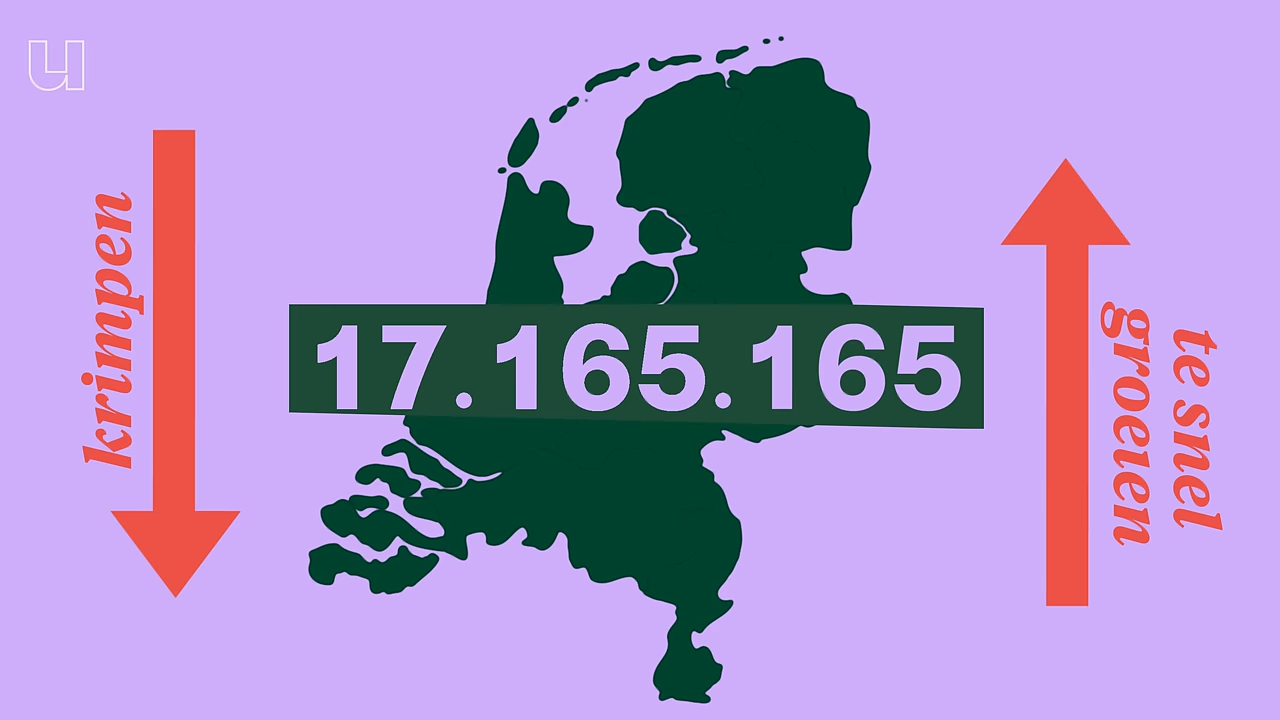 u
krimpen
17.165.165
te snel
groeien